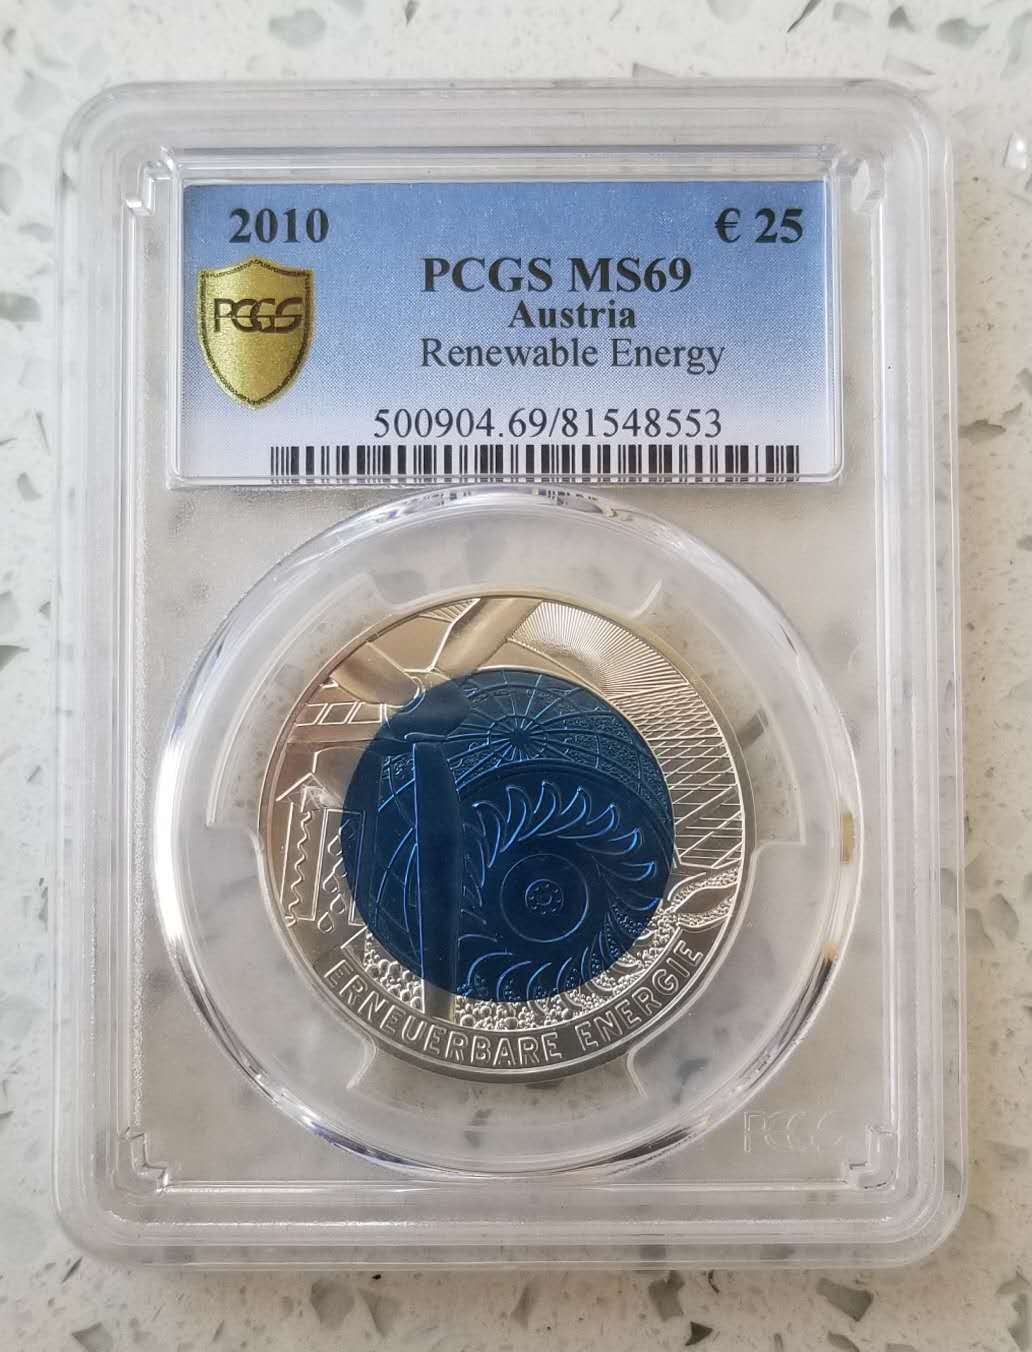 2010
€ 25
PCGS MS69
Austria
PCGS
Renewable Energy
500904.69/81548553
ERNEUERBARE ENERGIE
PCGS